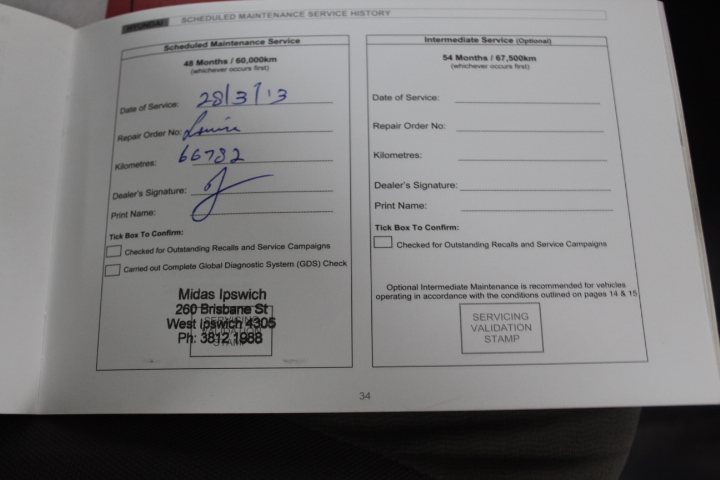 HYUNDAI SCHEDULED MAINTENANCE SERVICE HISTORY
Scheduled Maintenance Service
48 Months / 60,000km
(whichever occurs first)
Date of Service: 28/3/13
Repair Order No:
Kilometres: 66782
Dealer's Signature:
Print Name:
Tick Box To Confirm:
Checked for Outstanding Recalls and Service Campaigns
Carried out Complete Global Diagnostic System (GDS) Check
Midas Ipswich
260 Brisbane St
West Ipswich 4305
Ph: 3812 1988
SERVICING
VALIDATION
STAMP
Intermediate Service (Optional)
54 Months / 67,500km
(whichever occurs first)
Date of Service:
Repair Order No:
Kilometres:
Dealer's Signature:
Print Name:
Tick Box To Confirm:
Checked for Outstanding Recalls and Service Campaigns
Optional Intermediate Maintenance is recommended for vehicles
operating in accordance with the conditions outlined on pages 14 & 15
SERVICING
VALIDATION
STAMP
34